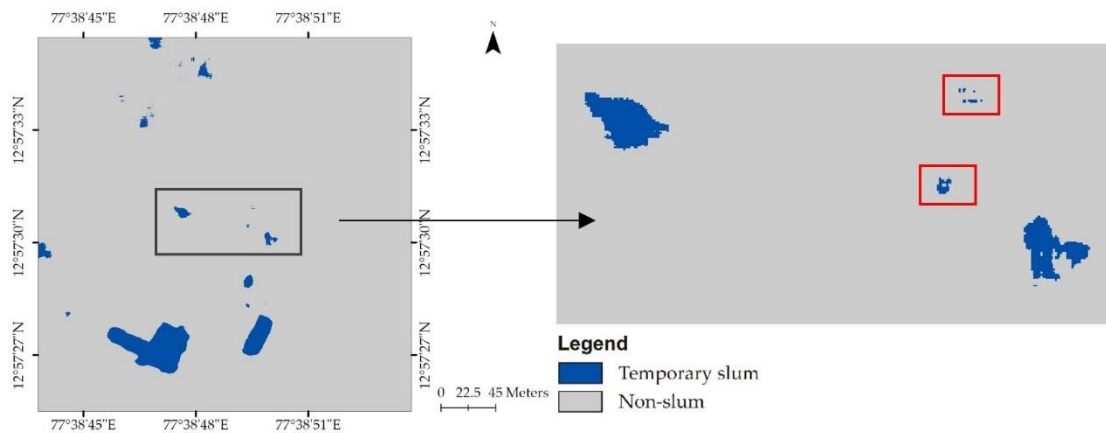 77°38'45"E 77°38'48"E 77°38'51"E
N
12°57'33"N 12°57'33"N
12°57'30"N 12°57'30"N
12°57'27"N 12°57'27"N
Legend
Temporary slum
Non-slum
0 22.5 45 Meters
77°38'45"E 77°38'48"E 77°38'51"E